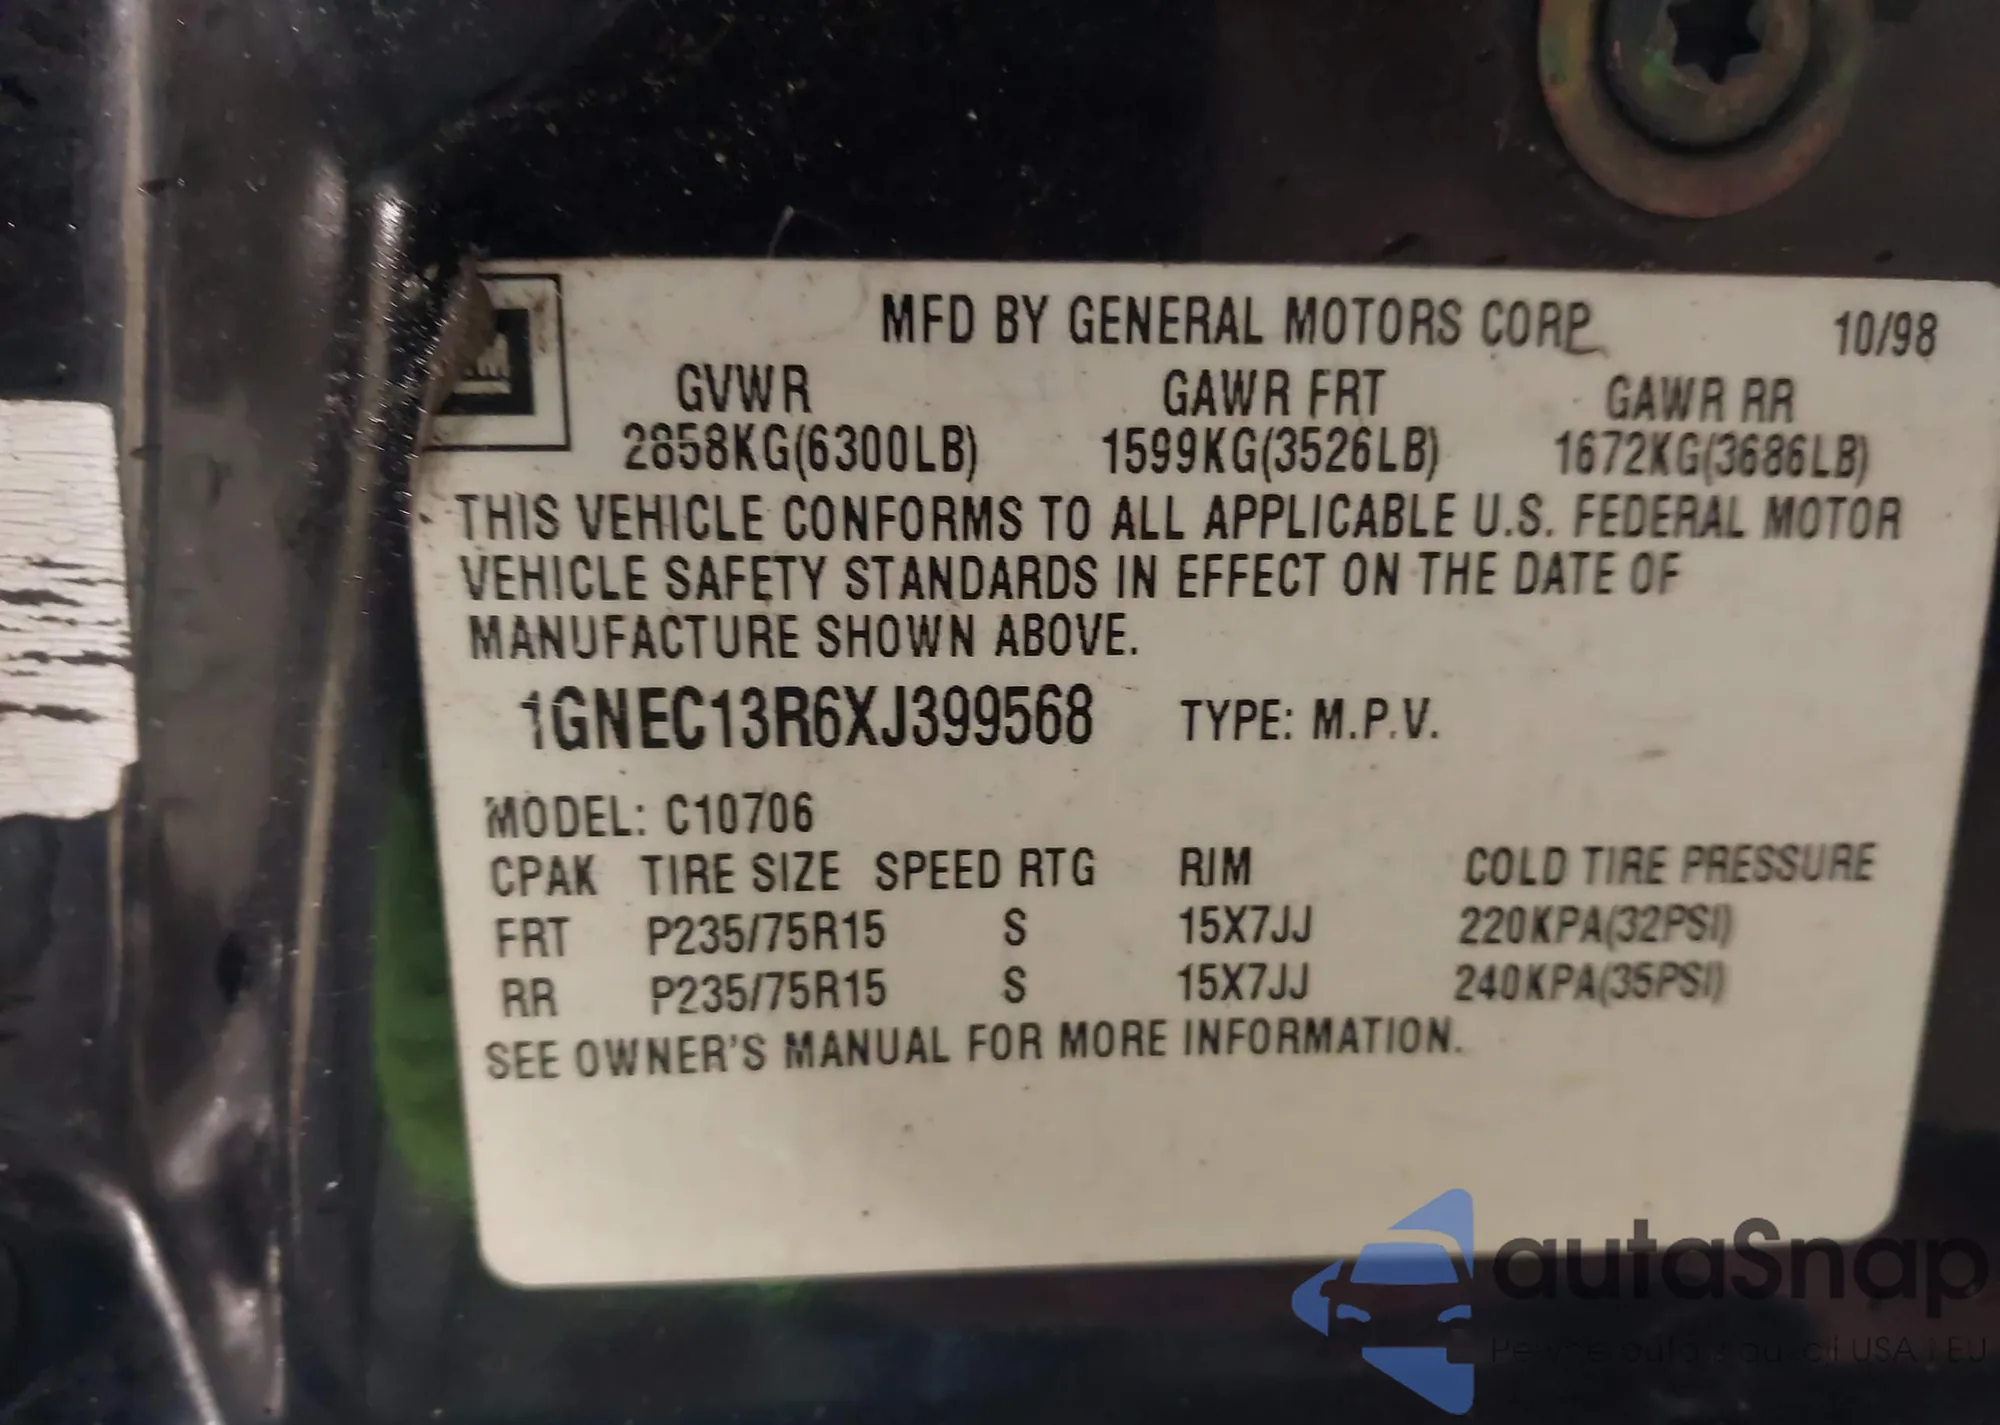 MFD BY GENERAL MOTORS CORP 10/98
GVWR GAWR FRT GAWR RR
2858KG(6300LB) 1599KG(3526LB) 1672KG(3686LB)
THIS VEHICLE CONFORMS TO ALL APPLICABLE U.S. FEDERAL MOTOR
VEHICLE SAFETY STANDARDS IN EFFECT ON THE DATE OF
MANUFACTURE SHOWN ABOVE.
1GNEC13R6XJ399568 TYPE: M.P.V.
MODEL: C10706
CPAK TIRE SIZE SPEED RTG RIM COLD TIRE PRESSURE
FRT P235/75R15 S 15X7JJ 220KPA(32PSI)
RR P235/75R15 S 15X7JJ 240KPA(35PSI)
SEE OWNER'S MANUAL FOR MORE INFORMATION.
autaSnap
USA i EU